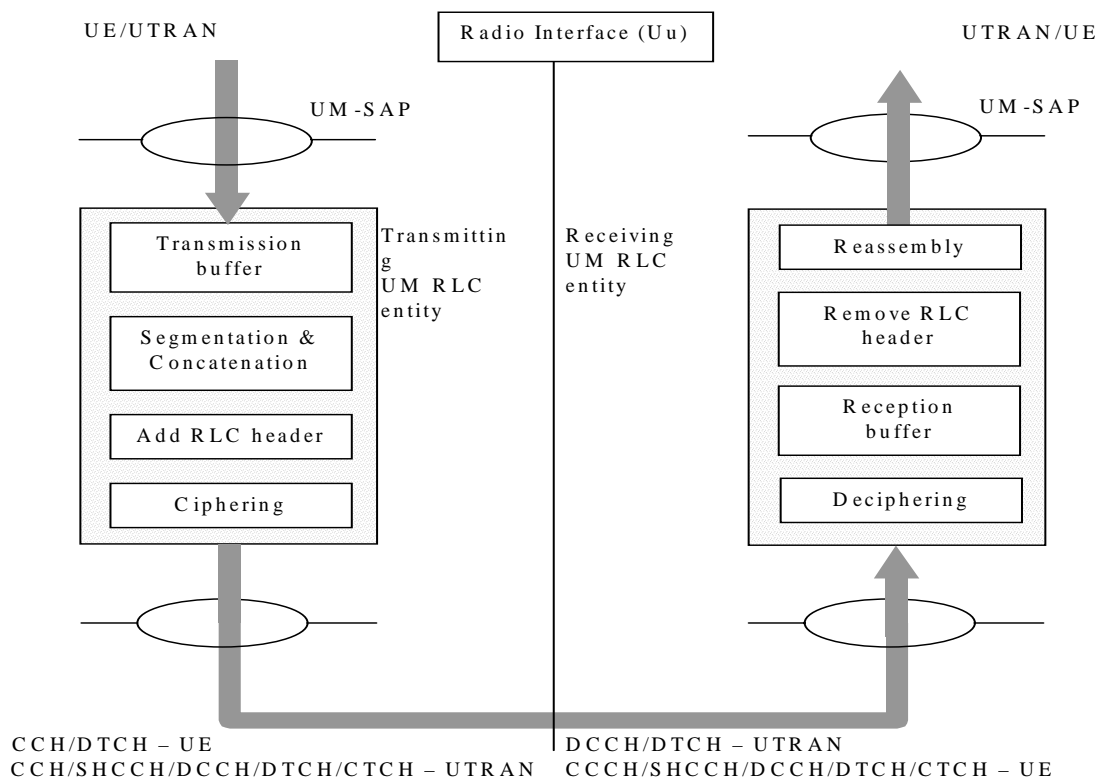 UE/UTRAN
Radio Interface (Uu)
UTRAN/UE
UM-SAP
UM-SAP
Transmission
buffer
Segmentation &
Concatenation
Add RLC header
Ciphering
Transmittin
g
UM RLC
entity
Receiving
UM RLC
entity
Reassembly
Remove RLC
header
Reception
buffer
Deciphering
CCH/DTCH – UE
CCH/SHCCH/DCCH/DTCH/CTCH – UTRAN
DCCH/DTCH – UTRAN
CCCH/SHCCH/DCCH/DTCH/CTCH – UE